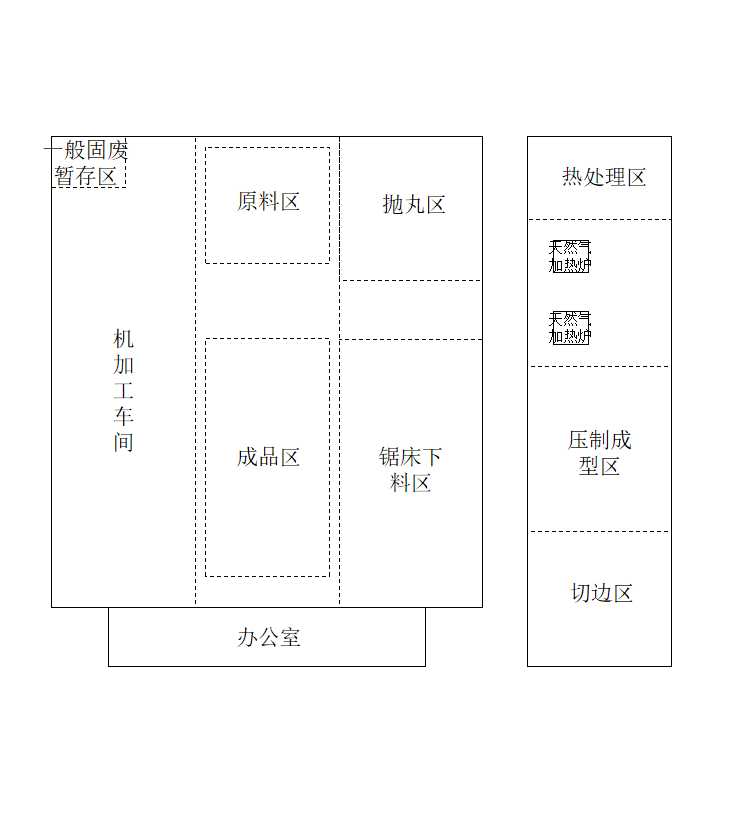 一般固废
暂存区
原料区
抛丸区
热处理区
天然气
加热炉
天然气
加热炉
机
加
工
车
间
成品区
锯床下
料区
压制成
型区
切边区
办公室